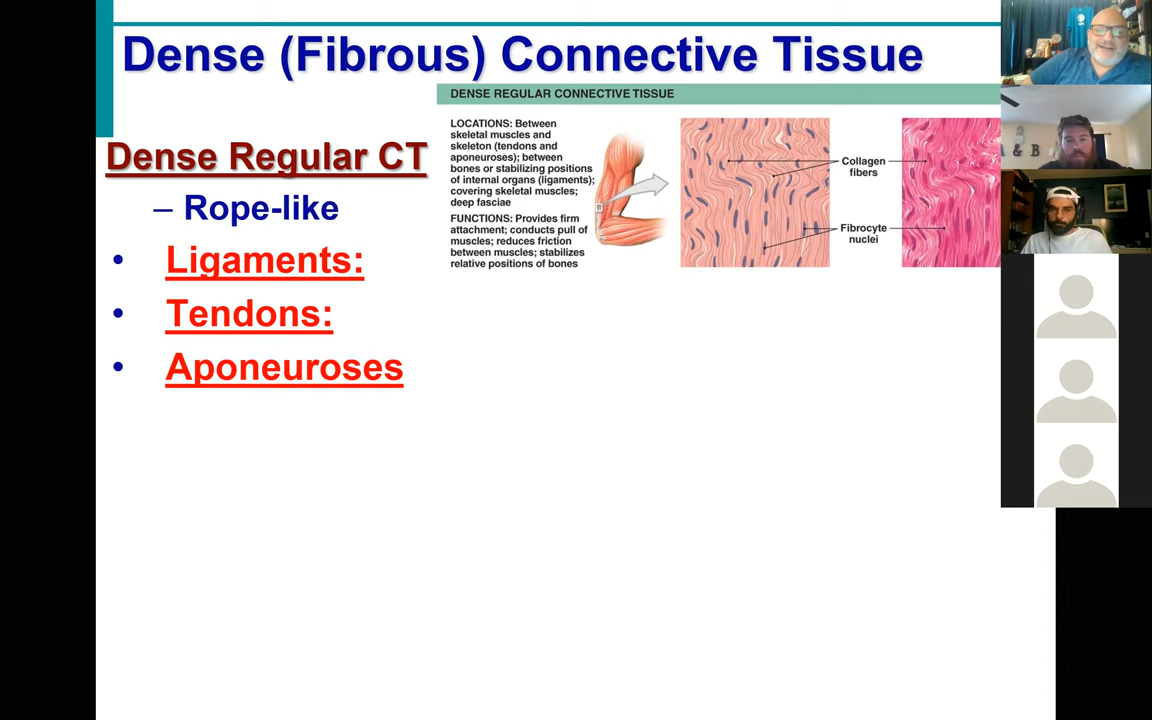 Dense (Fibrous) Connective Tissue
DENSE REGULAR CONNECTIVE TISSUE
Dense Regular CT
– Rope-like
• Ligaments:
• Tendons:
• Aponeuroses
LOCATIONS: Between
skeletal muscles and
skeleton (tendons and
aponeuroses); between
bones or stabilizing positions
of internal organs (ligaments);
covering skeletal muscles;
deep fasciae
FUNCTIONS: Provides firm
attachment; conducts pull of
muscles; reduces friction
between muscles; stabilizes
relative positions of bones
Collagen
fibers
Fibrocyte
nuclei
& B